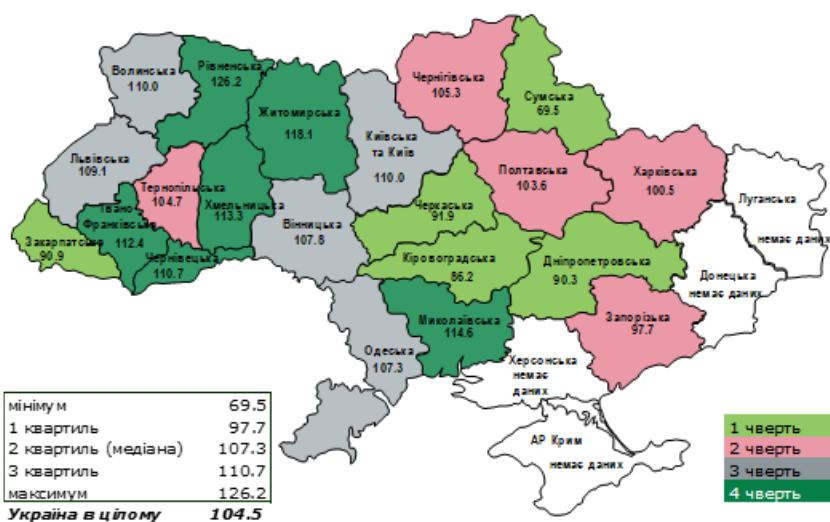 Волинська
110.0
Рівненська
126.2
Житомирська
118.1
Київська
та Київ
110.0
Чернігівська
105.3
Сумська
69.5
Львівська
109.1
Тернопільська
104.7
Хмельницька
113.3
Вінницька
107.8
Черкаська
91.9
Полтавська
103.6
Харківська
100.5
Луганська
немає даних
Івано
Франківська
112.4
Закарпатська
90.9
Чернівецька
110.7
Кіровоградська
86.2
Дніпропетровська
90.3
Донецька
немає даних
Миколаївська
114.6
Запорізька
97.7
Одеська
107.3
Херсонська
немає
даних
АР Крим
немає даних
мінімум 69.5
1 квартиль 97.7
2 квартиль (медіана) 107.3
3 квартиль 110.7
максимум 126.2
Україна в цілому 104.5
1 чверть
2 чверть
3 чверть
4 чверть